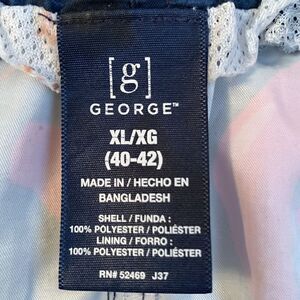 [g]
GEORGE™
XL/XG
(40-42)
MADE IN / HECHO EN
BANGLADESH
SHELL / FUNDA :
100% POLYESTER / POLIÉSTER
LINING / FORRO :
100% POLYESTER / POLIÉSTER
RN# 52469 J37